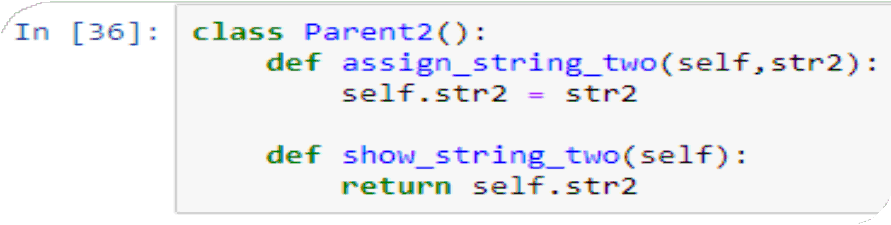 In [36]: class Parent2():
    def assign_string_two(self,str2):
        self.str2 = str2

    def show_string_two(self):
        return self.str2